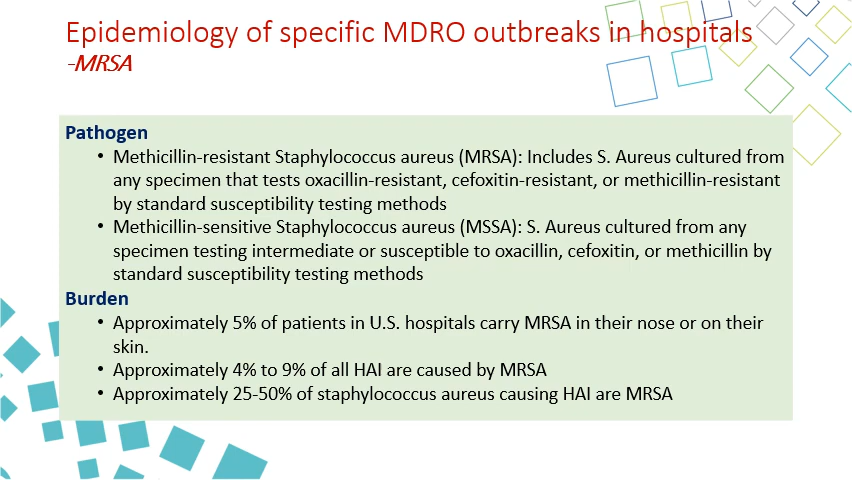 Epidemiology of specific MDRO outbreaks in hospitals
-MRSA
Pathogen
• Methicillin-resistant Staphylococcus aureus (MRSA): Includes S. Aureus cultured from
any specimen that tests oxacillin-resistant, cefoxitin-resistant, or methicillin-resistant
by standard susceptibility testing methods
• Methicillin-sensitive Staphylococcus aureus (MSSA): S. Aureus cultured from any
specimen testing intermediate or susceptible to oxacillin, cefoxitin, or methicillin by
standard susceptibility testing methods
Burden
• Approximately 5% of patients in U.S. hospitals carry MRSA in their nose or on their
skin.
• Approximately 4% to 9% of all HAI are caused by MRSA
• Approximately 25-50% of staphylococcus aureus causing HAI are MRSA